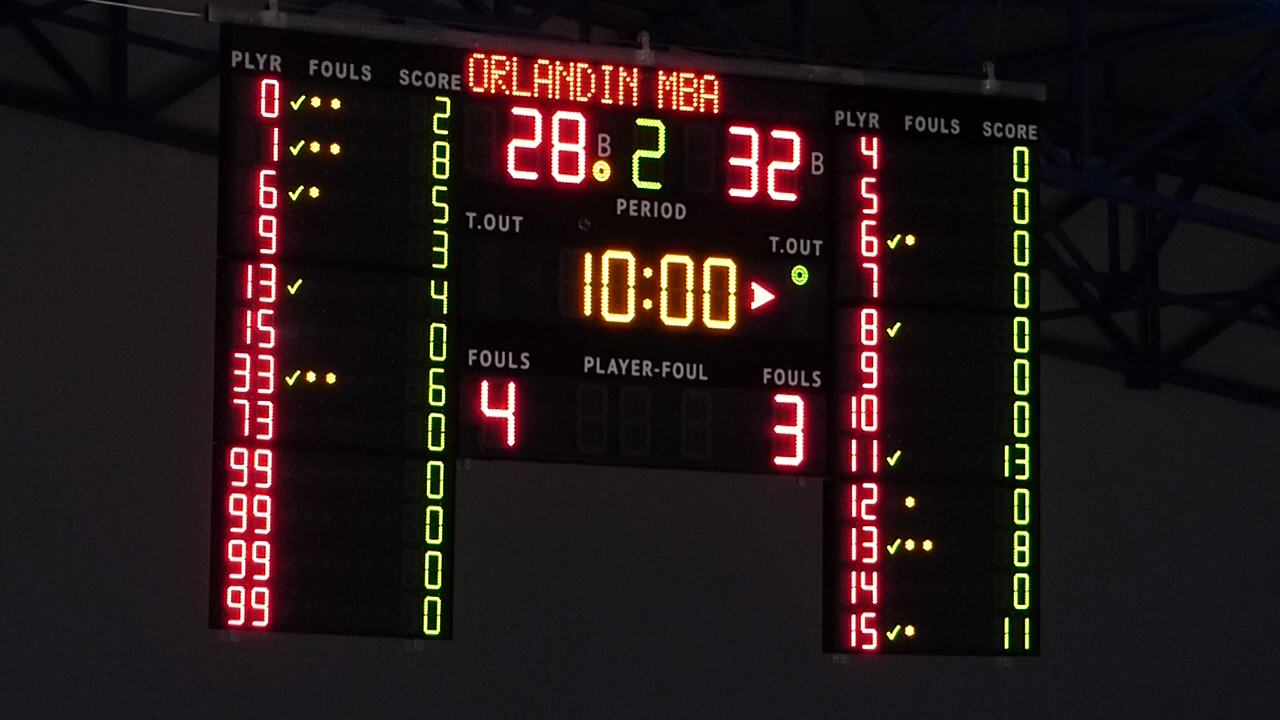 ORLANDIN MBA
PLYR FOULS SCORE
0 ✓** 2
1 ✓** 8
6 ✓* 5
9 3
13 ✓ 4
15 0
33 ✓** 6
73 0
99 0
99 0
99 0
99 0
28 B 2 32 B
PERIOD
T.OUT T.OUT
10:00
FOULS PLAYER-FOUL FOULS
4 3
PLYR FOULS SCORE
4 0
5 0
6 ✓* 0
7 0
8 ✓ 0
9 0
10 0
11 ✓ 13
12 * 0
13 ✓** 8
14 0
15 ✓* 11